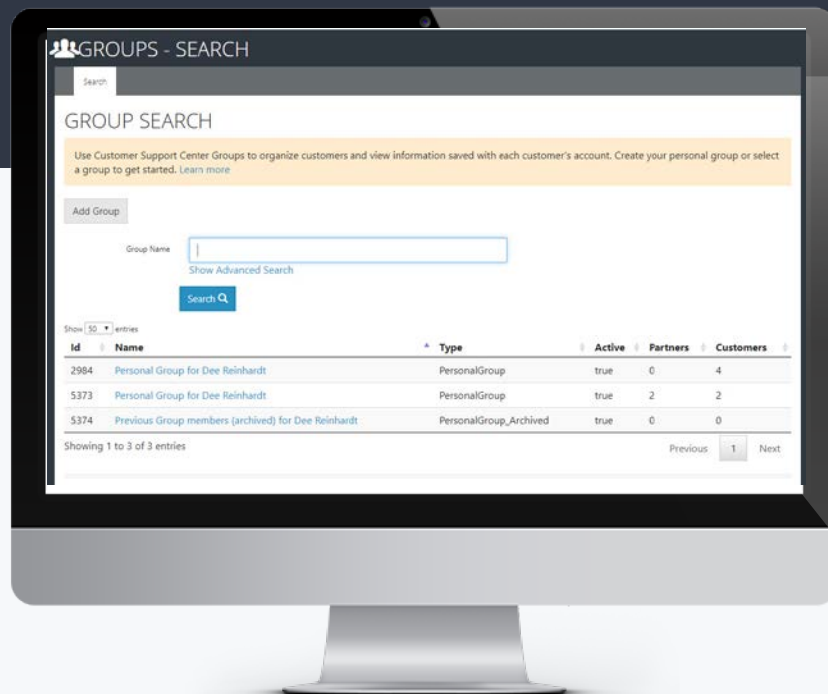 GROUPS - SEARCH
Search
GROUP SEARCH
Use Customer Support Center Groups to organize customers and view information saved with each customer's account. Create your personal group or select
a group to get started. Learn more
Add Group
Group Name
Show Advanced Search
Search
Show 50 entries
Id Name Type Active Partners Customers
2984 Personal Group for Dee Reinhardt PersonalGroup true 0 4
5373 Personal Group for Dee Reinhardt PersonalGroup true 2 2
5374 Previous Group members (archived) for Dee Reinhardt PersonalGroup_Archived true 0 0
Showing 1 to 3 of 3 entries Previous 1 Next